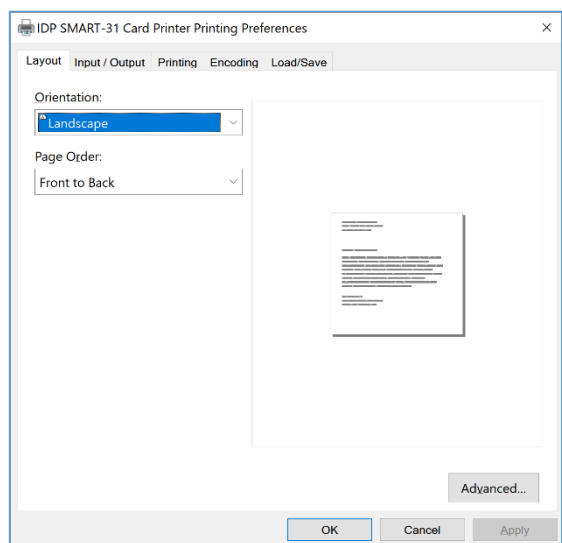 IDP SMART-31 Card Printer Printing Preferences
Layout Input / Output Printing Encoding Load/Save
Orientation:
Landscape
Page Order:
Front to Back
Advanced...
OK Cancel Apply